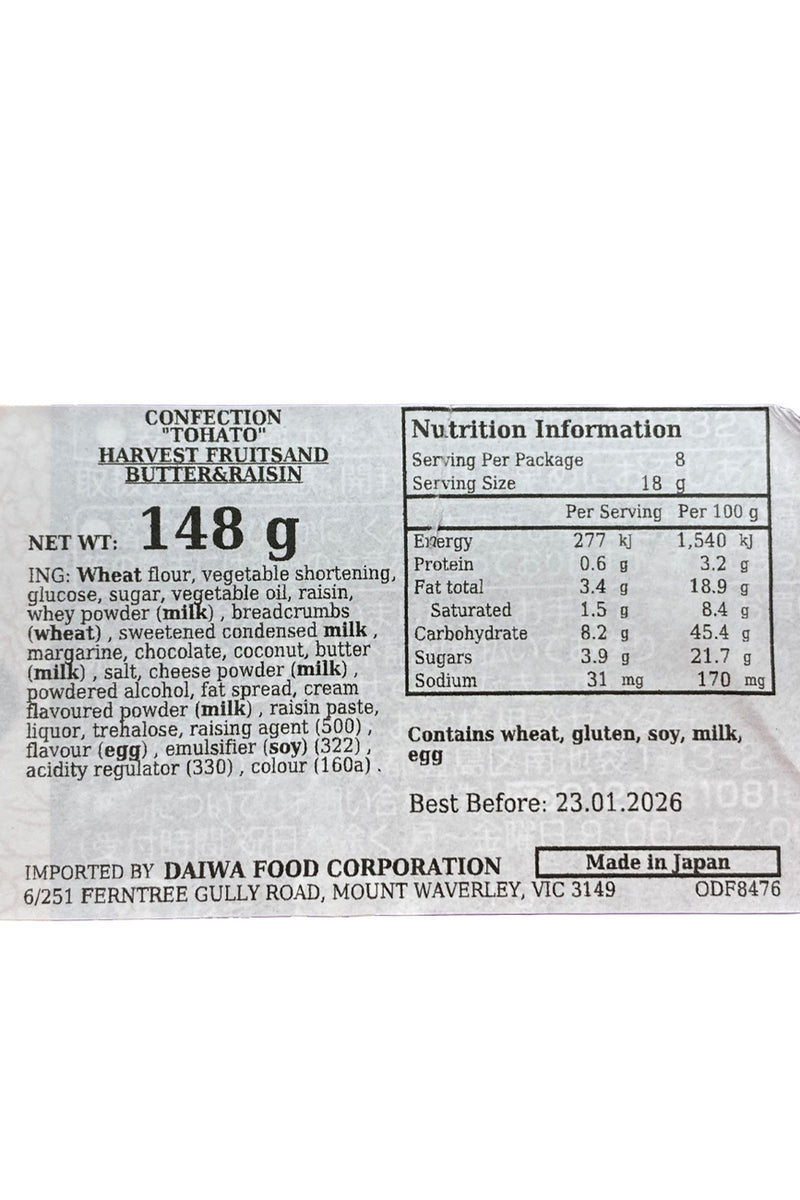 CONFECTION
"TOHATO"
HARVEST FRUITSAND
BUTTER&RAISIN
NET WT: 148 g
ING: Wheat flour, vegetable shortening,
glucose, sugar, vegetable oil, raisin,
whey powder (milk) , breadcrumbs
(wheat) , sweetened condensed milk ,
margarine, chocolate, coconut, butter
(milk) , salt, cheese powder (milk) ,
powdered alcohol, fat spread, cream
flavoured powder (milk) , raisin paste,
liquor, trehalose, raising agent (500) ,
flavour (egg) , emulsifier (soy) (322) ,
acidity regulator (330) , colour (160a) .
Nutrition Information
Serving Per Package 8
Serving Size 18 g
Per Serving Per 100 g
Energy 277 kJ 1,540 kJ
Protein 0.6 g 3.2 g
Fat total 3.4 g 18.9 g
Saturated 1.5 g 8.4 g
Carbohydrate 8.2 g 45.4 g
Sugars 3.9 g 21.7 g
Sodium 31 mg 170 mg
Contains wheat, gluten, soy, milk,
egg
Best Before: 23.01.2026
IMPORTED BY DAIWA FOOD CORPORATION
Made in Japan
6/251 FERNTREE GULLY ROAD, MOUNT WAVERLEY, VIC 3149
ODF8476